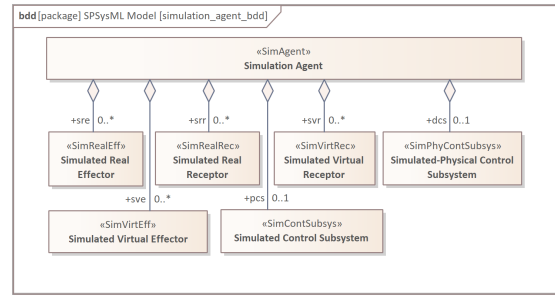 bdd [package] SPSysML Model [simulation_agent_bdd]
«SimAgent»
Simulation Agent
+sre 0..*
+srr 0..*
+svr 0..*
+dcs 0..1
«SimRealEff»
Simulated Real
Effector
«SimRealRec»
Simulated Real
Receptor
«SimVirtRec»
Simulated Virtual
Receptor
«SimPhyContSubsys»
Simulated-Physical Control
Subsystem
+sve 0..*
+pcs 0..1
«SimVirtEff»
Simulated Virtual Effector
«SimContSubsys»
Simulated Control Subsystem